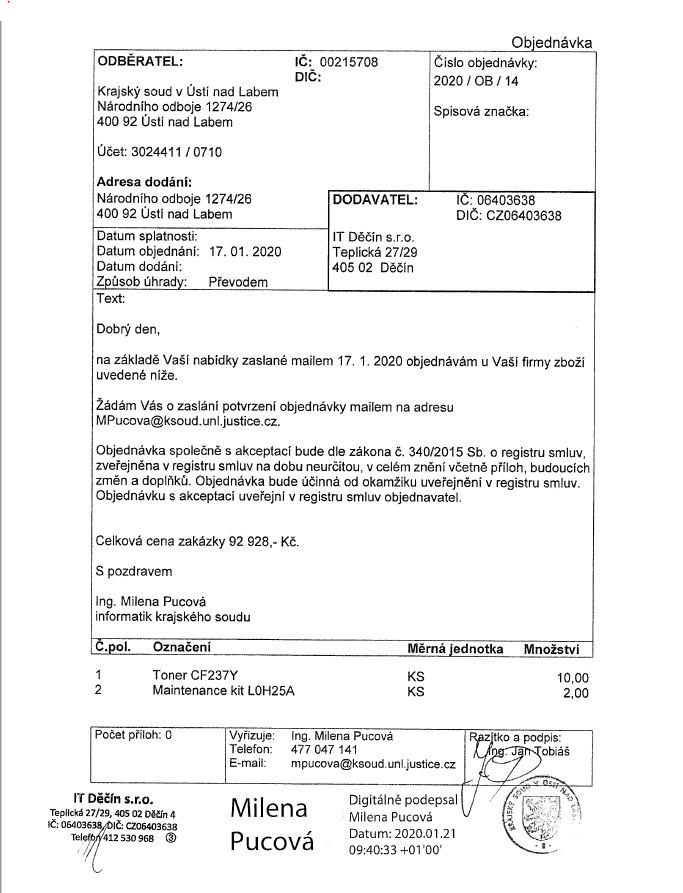 Objednávka
ODBĚRATEL:
IČ: 00215708
DIČ:
Krajský soud v Ústí nad Labem
Národního odboje 1274/26
400 92 Ústí nad Labem
Účet: 3024411 / 0710
Adresa dodání:
Národního odboje 1274/26
400 92 Ústí nad Labem
Číslo objednávky:
2020 / OB / 14
Spisová značka:
DODAVATEL:
IČ: 06403638
DIČ: CZ06403638
IT Děčín s.r.o.
Teplická 27/29
405 02 Děčín
Datum splatnosti:
Datum objednání: 17. 01. 2020
Datum dodání:
Způsob úhrady: Převodem
Text:
Dobrý den,
na základě Vaší nabídky zaslané mailem 17. 1. 2020 objednávám u Vaší firmy zboží
uvedené níže.
Žádám Vás o zaslání potvrzení objednávky mailem na adresu
MPucova@ksoud.unl.justice.cz.
Objednávka společně s akceptací bude dle zákona č. 340/2015 Sb. o registru smluv,
zveřejněna v registru smluv na dobu neurčitou, v celém znění včetně příloh, budoucích
změn a doplňků. Objednávka bude účinná od okamžiku uveřejnění v registru smluv.
Objednávku s akceptací uveřejní v registru smluv objednavatel.
Celková cena zakázky 92 928,- Kč.
S pozdravem
Ing. Milena Pucová
informatik krajského soudu
Č.pol. Označení Měrná jednotka Množství
1 Toner CF237Y KS 10,00
2 Maintenance kit L0H25A KS 2,00
Počet příloh: 0
Vyřizuje: Ing. Milena Pucová
Telefon: 477 047 141
E-mail: mpucova@ksoud.unl.justice.cz
Razítko a podpis:
Ing. Jan Tobiáš
IT Děčín s.r.o.
Teplická 27/29, 405 02 Děčín 4
IČ: 06403638, DIČ: CZ06403638
Telefon 412 530 968 ③
Milena
Pucová
Digitálně podepsal
Milena Pucová
Datum: 2020.01.21
09:40:33 +01'00'
KRAJSKÝ SOUD V ÚSTÍ NAD